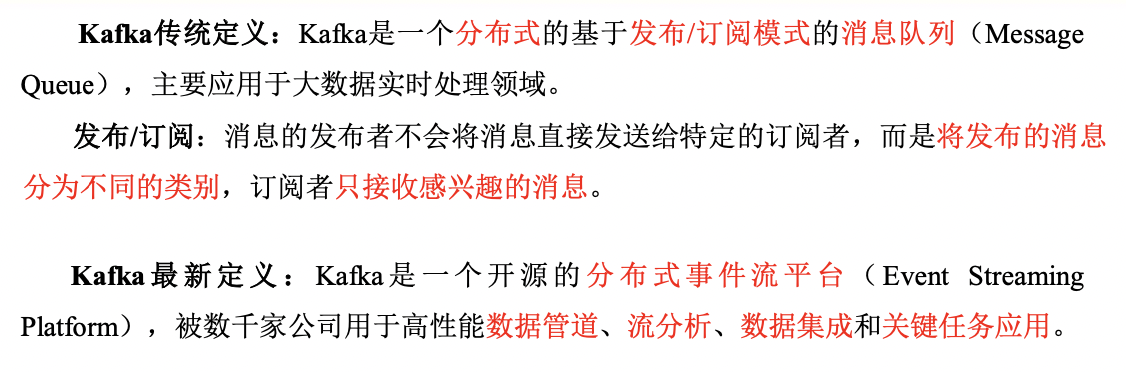 Kafka传统定义：Kafka是一个分布式的基于发布/订阅模式的消息队列（Message
Queue），主要应用于大数据实时处理领域。
发布/订阅：消息的发布者不会将消息直接发送给特定的订阅者，而是将发布的消息
分为不同的类别，订阅者只接收感兴趣的消息。
Kafka最新定义：Kafka是一个开源的分布式事件流平台（Event Streaming
Platform），被数千家公司用于高性能数据管道、流分析、数据集成和关键任务应用。